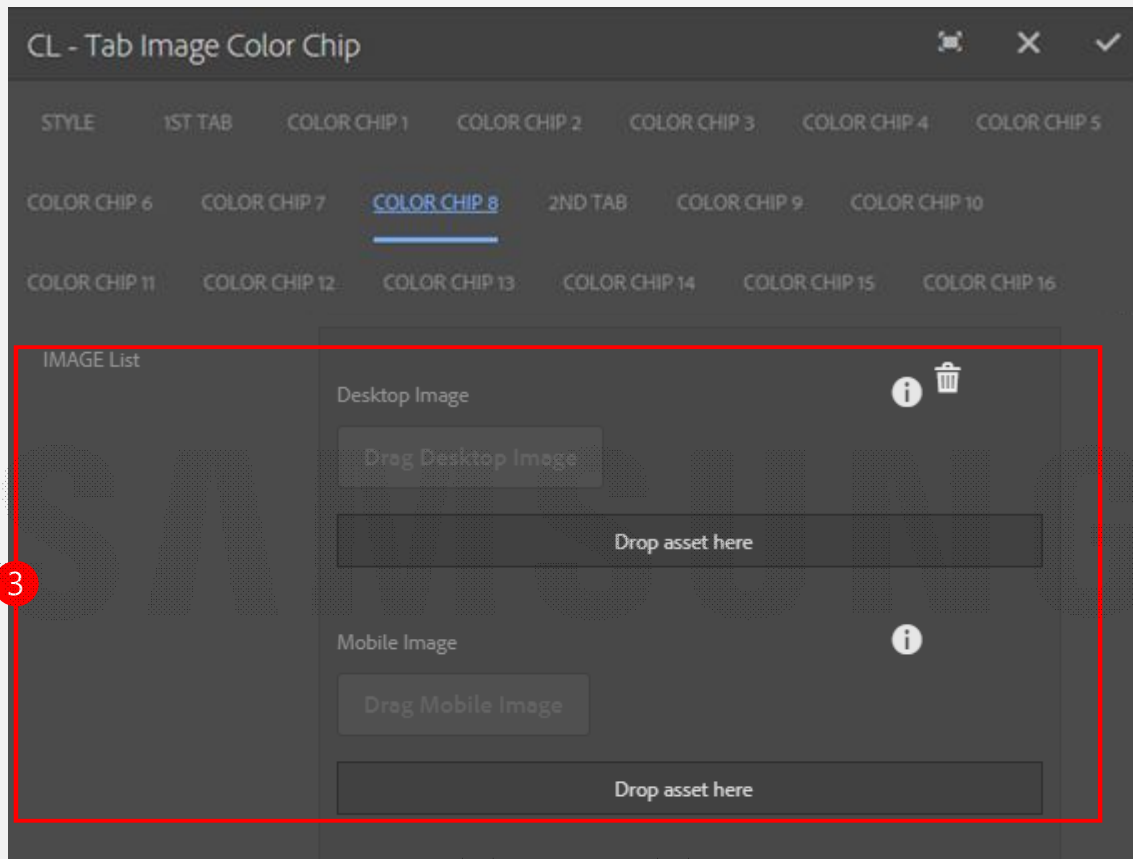 CL - Tab Image Color Chip
STYLE 1ST TAB COLOR CHIP 1 COLOR CHIP 2 COLOR CHIP 3 COLOR CHIP 4 COLOR CHIP 5
COLOR CHIP 6 COLOR CHIP 7 COLOR CHIP 8 2ND TAB COLOR CHIP 9 COLOR CHIP 10
COLOR CHIP 11 COLOR CHIP 12 COLOR CHIP 13 COLOR CHIP 14 COLOR CHIP 15 COLOR CHIP 16
IMAGE List
Desktop Image
Drag Desktop Image
SAMSUNG
Drop asset here
3
Mobile Image
Drag Mobile Image
Drop asset here